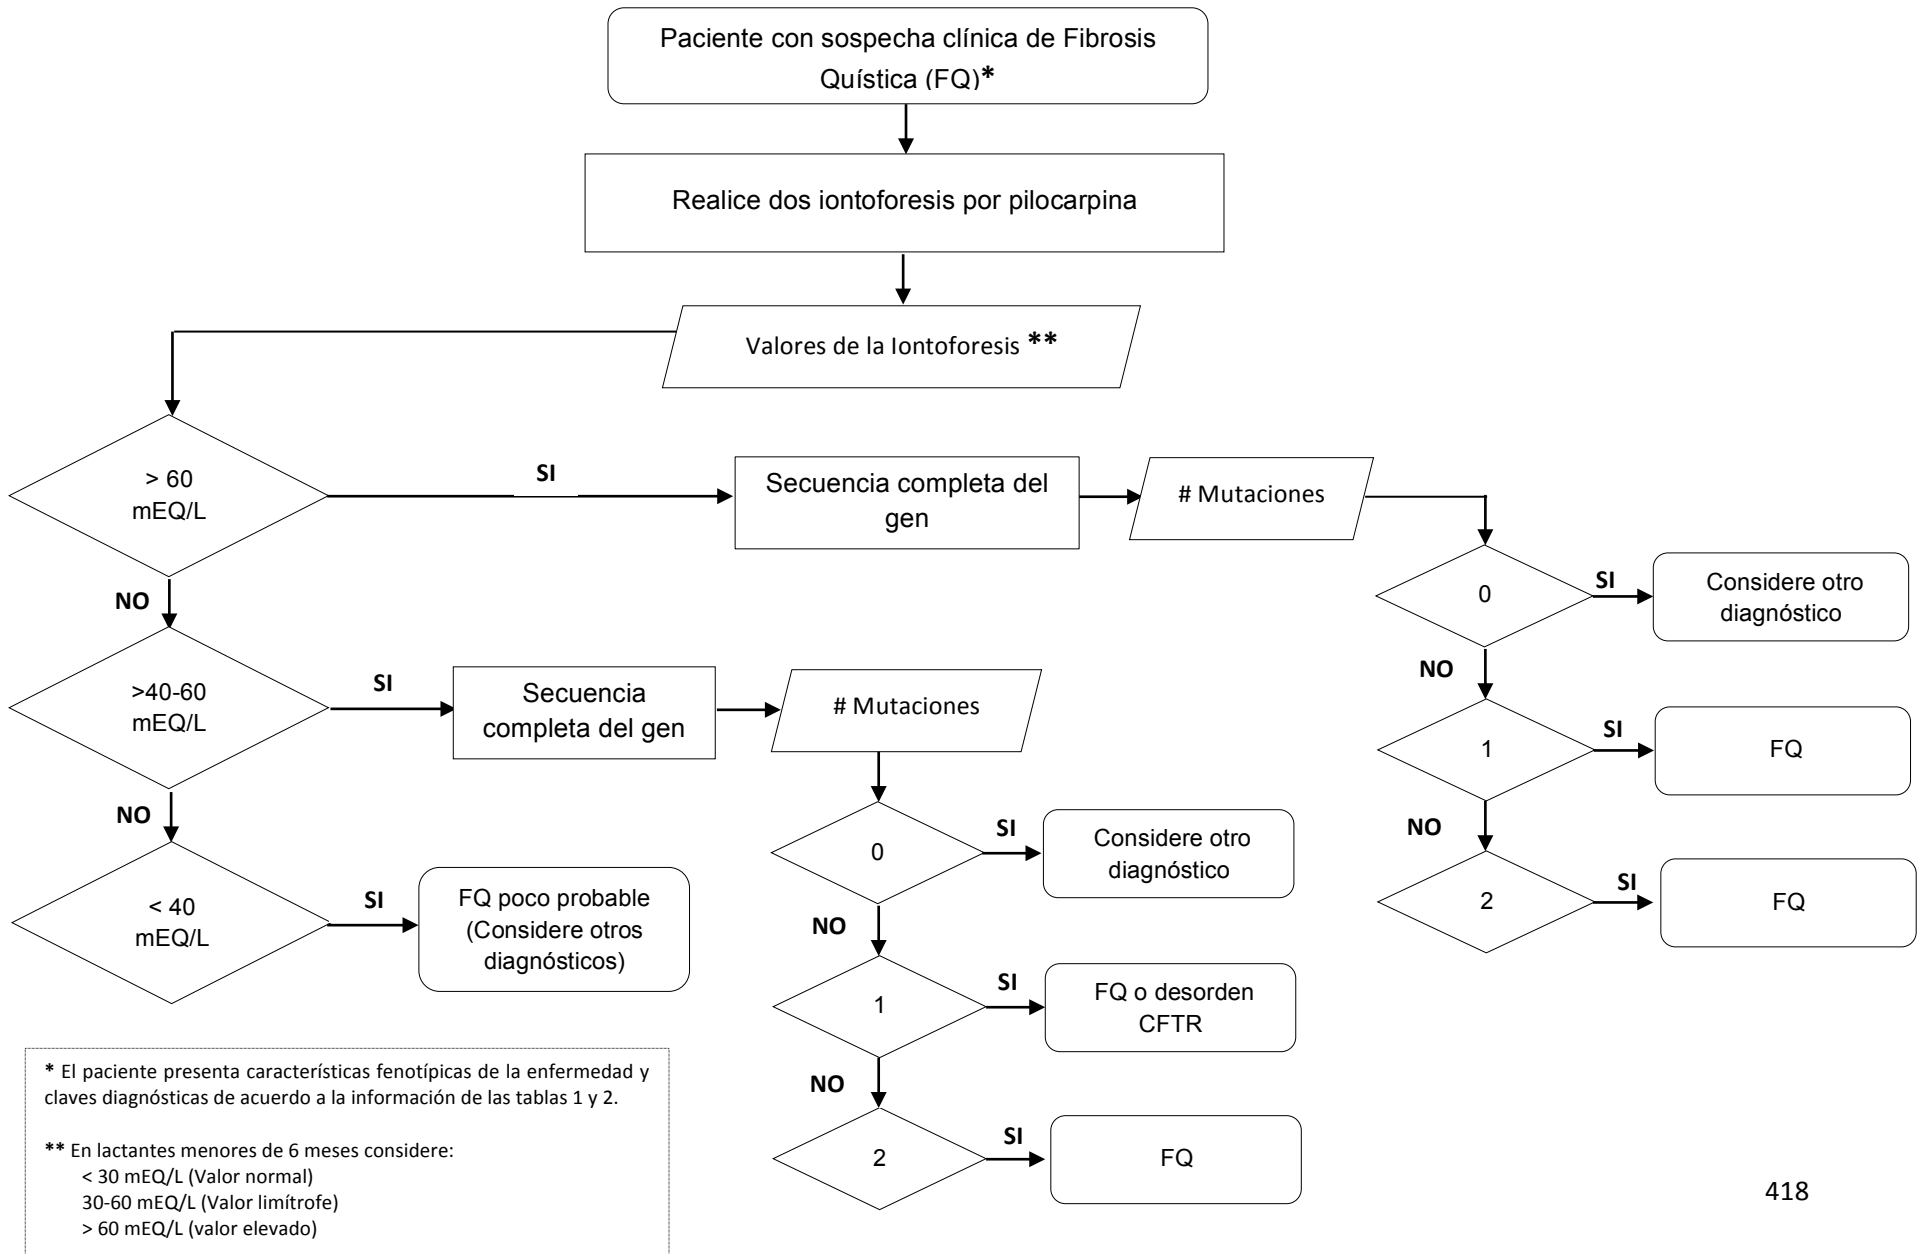 Paciente con sospecha clínica de Fibrosis
Quística (FQ)*
Realice dos iontoforesis por pilocarpina
Valores de la Iontoforesis **
> 60
mEQ/L
SI
Secuencia completa del
gen
# Mutaciones
0
SI
Considere otro
diagnóstico
NO
1
SI
FQ
NO
2
SI
FQ
NO
>40-60
mEQ/L
SI
Secuencia
completa del gen
# Mutaciones
0
SI
Considere otro
diagnóstico
NO
1
SI
FQ o desorden
CFTR
NO
2
SI
FQ
NO
< 40
mEQ/L
SI
FQ poco probable
(Considere otros
diagnósticos)
* El paciente presenta características fenotípicas de la enfermedad y
claves diagnósticas de acuerdo a la información de las tablas 1 y 2.
** En lactantes menores de 6 meses considere:
< 30 mEQ/L (Valor normal)
30-60 mEQ/L (Valor limítrofe)
> 60 mEQ/L (valor elevado)
418